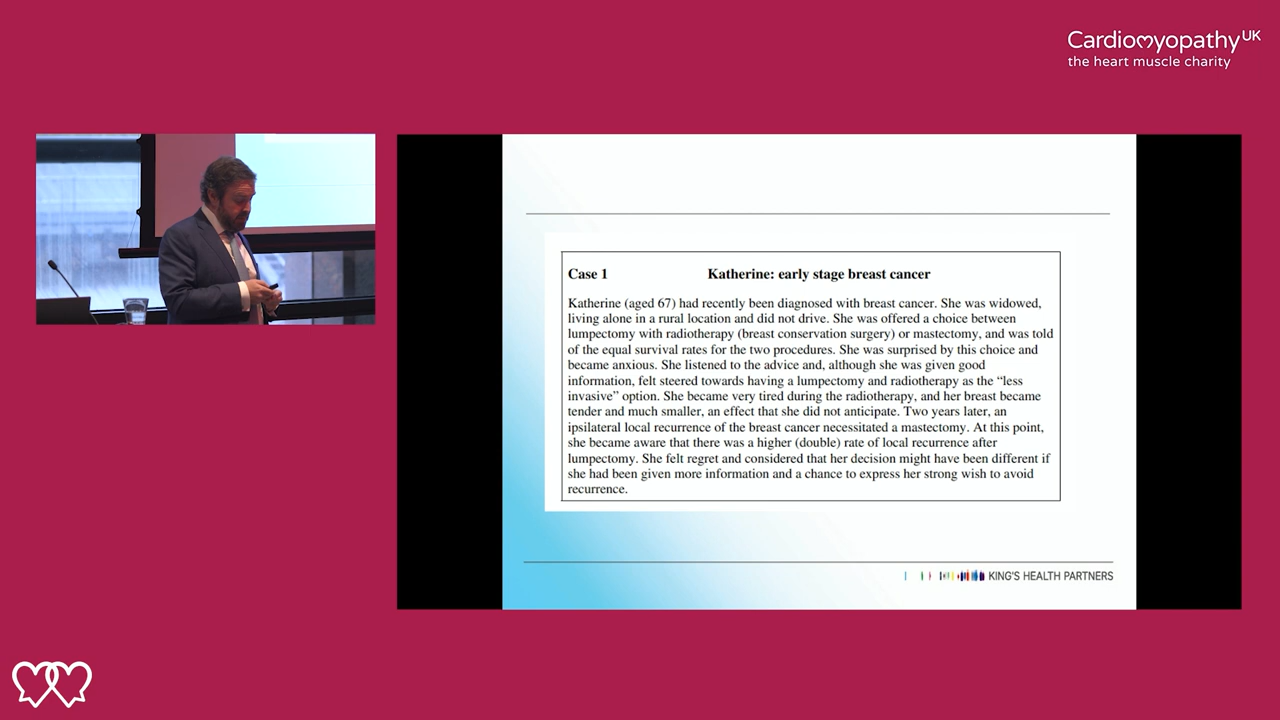 Cardiomyopathy UK
the heart muscle charity
Case 1 Katherine: early stage breast cancer
Katherine (aged 67) had recently been diagnosed with breast cancer. She was widowed,
living alone in a rural location and did not drive. She was offered a choice between
lumpectomy with radiotherapy (breast conservation surgery) or mastectomy, and was told
of the equal survival rates for the two procedures. She was surprised by this choice and
became anxious. She listened to the advice and, although she was given good
information, felt steered towards having a lumpectomy and radiotherapy as the “less
invasive” option. She became very tired during the radiotherapy, and her breast became
tender and much smaller, an effect that she did not anticipate. Two years later, an
ipsilateral local recurrence of the breast cancer necessitated a mastectomy. At this point,
she became aware that there was a higher (double) rate of local recurrence after
lumpectomy. She felt regret and considered that her decision might have been different if
she had been given more information and a chance to express her strong wish to avoid
recurrence.
KING'S HEALTH PARTNERS